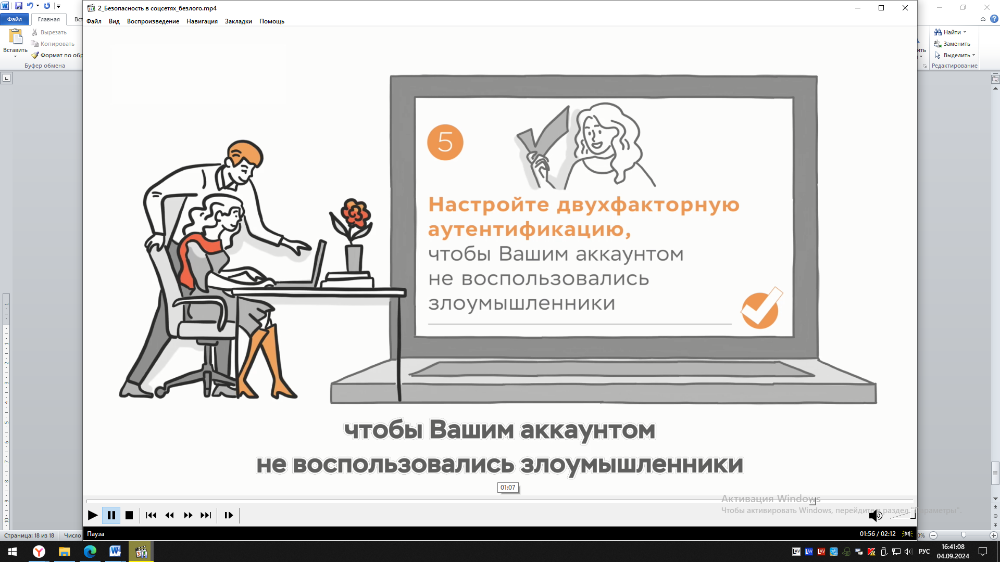 2_Безопасность в соцсетях_безлого.mp4
Файл Вид Воспроизведение Навигация Закладки Помощь
Файл Главная Вст
Вырезать
Копировать
Формат по обр
Вставить
Буфер обмена
Найти
Заменить
Выделить
Редактирование
5
Настройте двухфакторную
аутентификацию,
чтобы Вашим аккаунтом
не воспользовались
злоумышленники
чтобы Вашим аккаунтом
не воспользовались злоумышленники
01:07
Активация Windows
Чтобы активировать Windows, перейдите в раздел "Параметры".
Пауза
01:56 / 02:12
Страница: 18 из 18 Число
РУС
16:41:08
04.09.2024